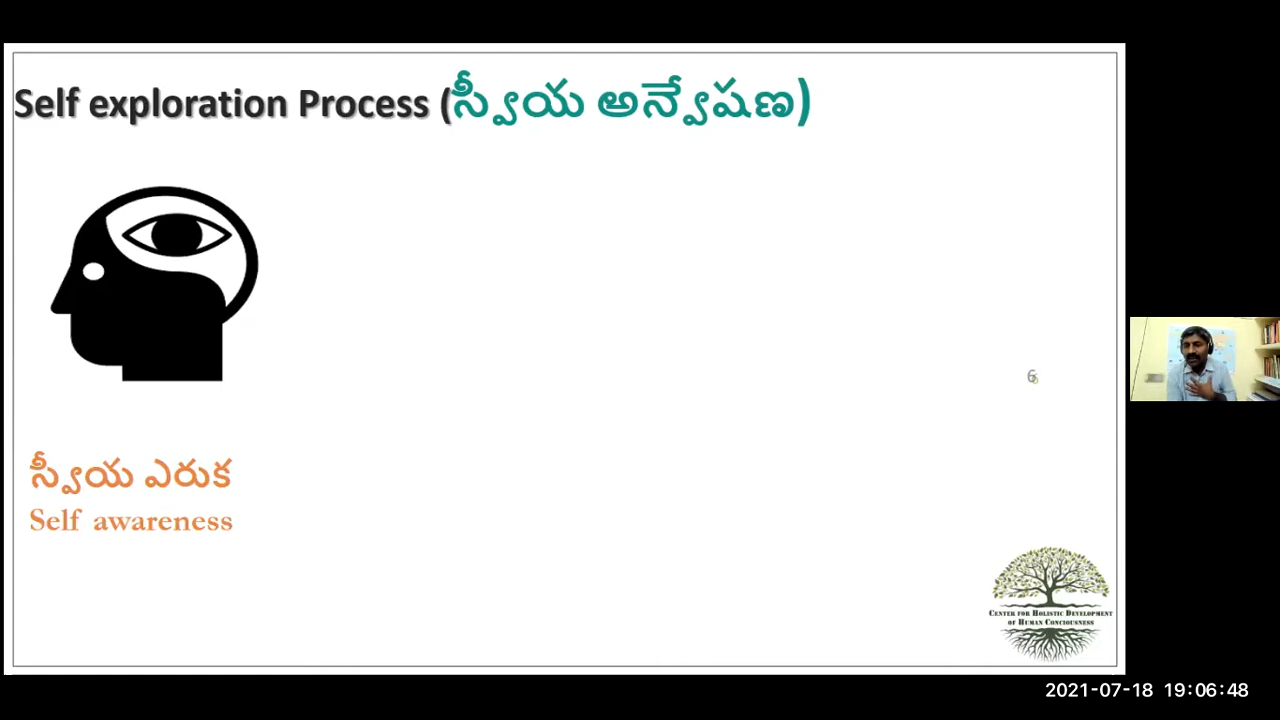 Self exploration Process (స్వీయ అన్వేషణ)
స్వీయ ఎరుక
Self awareness
6
CENTER FOR HOLISTIC DEVELOPMENT
OF HUMAN CONCIOUSNESS
2021-07-18 19:06:48